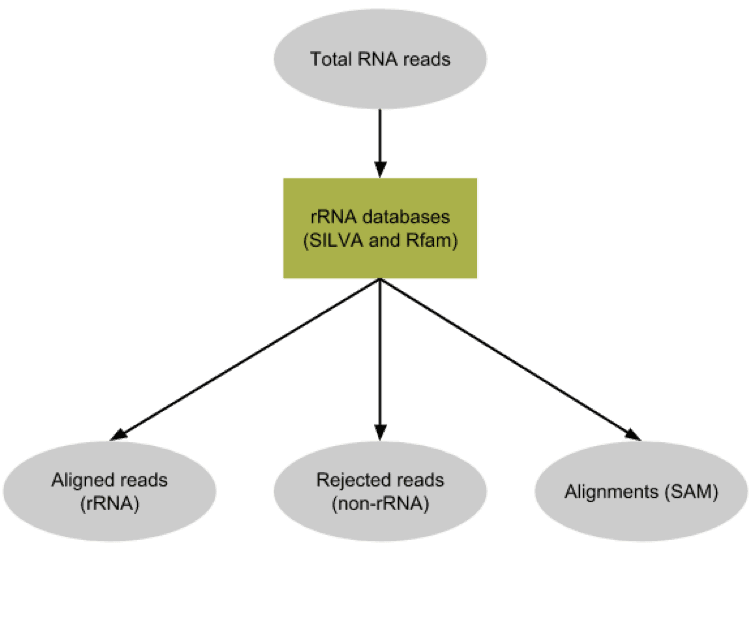 Total RNA reads
rRNA databases
(SILVA and Rfam)
Aligned reads
(rRNA)
Rejected reads
(non-rRNA)
Alignments (SAM)